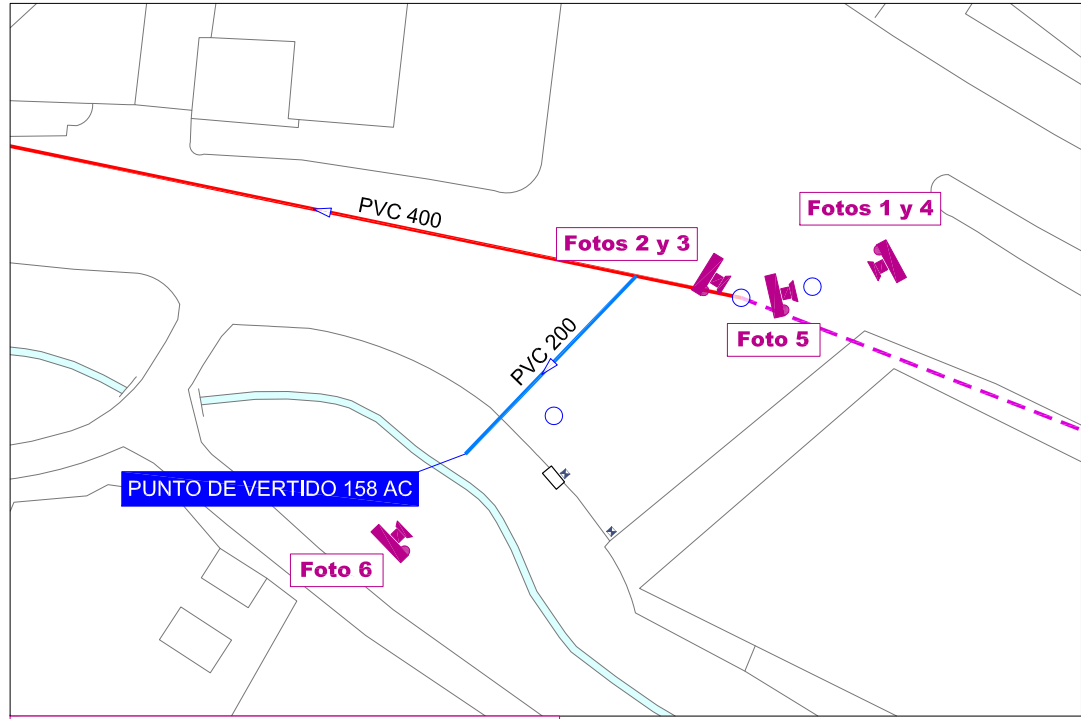 Fotos 1 y 4
PVC 400
Fotos 2 y 3
Foto 5
PVC 200
PUNTO DE VERTIDO 158 AC
Foto 6